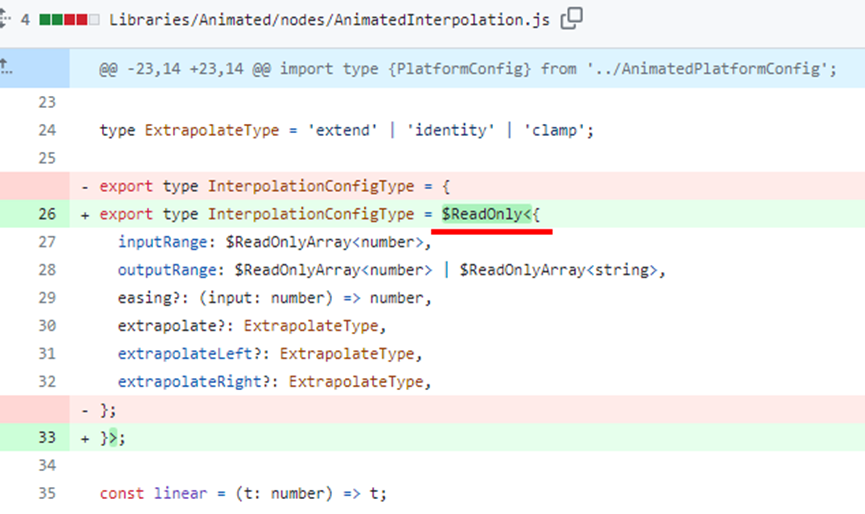 4 Libraries/Animated/nodes/AnimatedInterpolation.js
@@ -23,14 +23,14 @@ import type {PlatformConfig} from '../AnimatedPlatformConfig';
23
24 type ExtrapolateType = 'extend' | 'identity' | 'clamp';
25
- export type InterpolationConfigType = {
26 + export type InterpolationConfigType = $ReadOnly<{
27 inputRange: $ReadOnlyArray<number>,
28 outputRange: $ReadOnlyArray<number> | $ReadOnlyArray<string>,
29 easing?: (input: number) => number,
30 extrapolate?: ExtrapolateType,
31 extrapolateLeft?: ExtrapolateType,
32 extrapolateRight?: ExtrapolateType,
- };
33 + }>;
34
35 const linear = (t: number) => t;